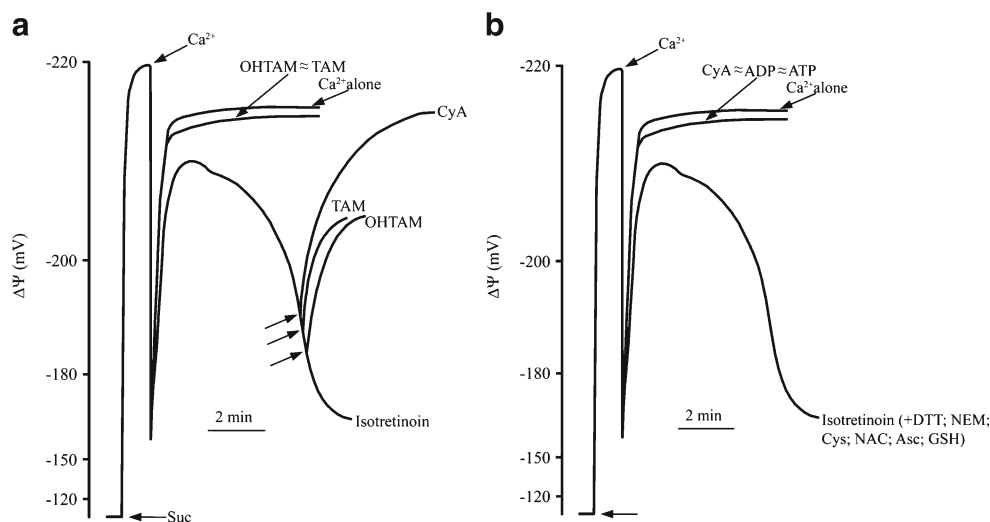 a
-220
-200
-180
-150
-120
ΔΨ (mV)
Ca²⁺
OHTAM ≈ TAM
Ca²⁺alone
CyA
TAM
OHTAM
2 min
Isotretinoin
Suc
b
-220
-200
-180
-150
-120
ΔΨ (mV)
Ca²⁺
CyA ≈ ADP ≈ ATP
Ca²⁺alone
2 min
Isotretinoin (+DTT; NEM;
Cys; NAC; Asc; GSH)